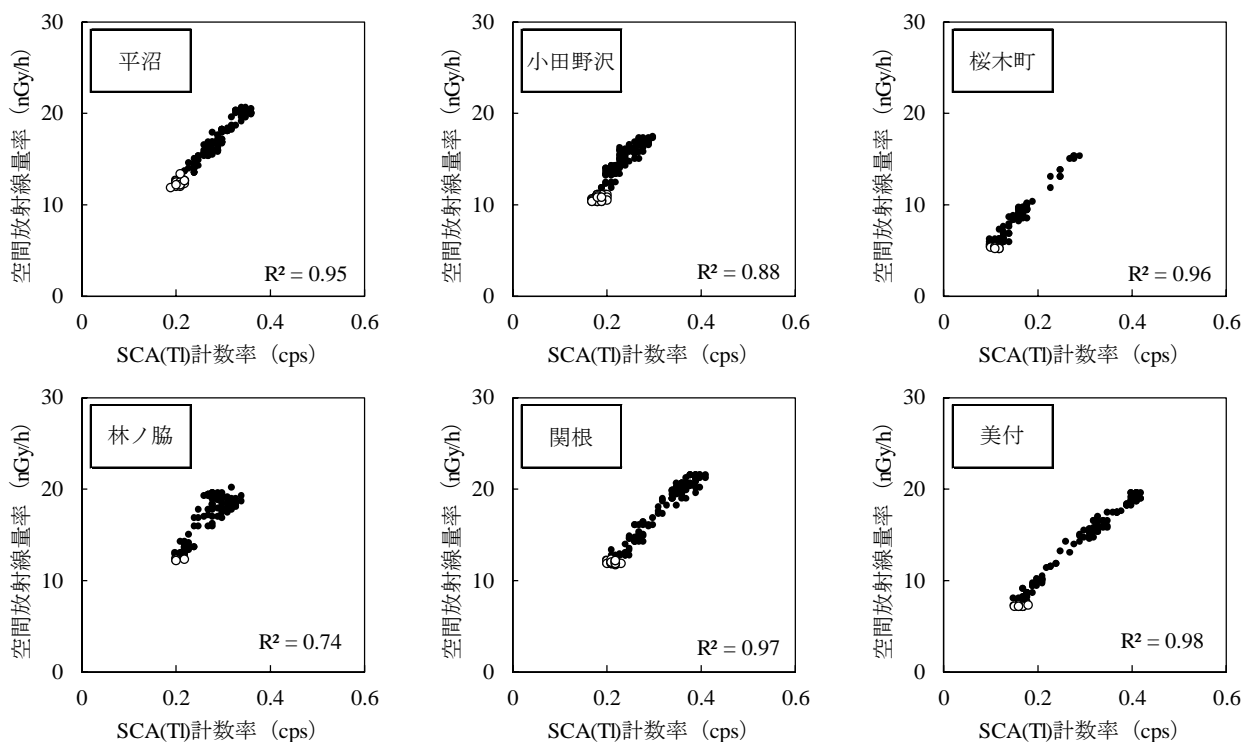 30
20
10
0
空間放射線量率（nGy/h）
平沼
R² = 0.95
0
0.2
0.4
0.6
SCA(Tl)計数率（cps）
30
20
10
0
空間放射線量率（nGy/h）
小田野沢
R² = 0.88
0
0.2
0.4
0.6
SCA(Tl)計数率（cps）
30
20
10
0
空間放射線量率（nGy/h）
桜木町
R² = 0.96
0
0.2
0.4
0.6
SCA(Tl)計数率（cps）
30
20
10
0
空間放射線量率（nGy/h）
林ノ脇
R² = 0.74
0
0.2
0.4
0.6
SCA(Tl)計数率（cps）
30
20
10
0
空間放射線量率（nGy/h）
関根
R² = 0.97
0
0.2
0.4
0.6
SCA(Tl)計数率（cps）
30
20
10
0
空間放射線量率（nGy/h）
美付
R² = 0.98
0
0.2
0.4
0.6
SCA(Tl)計数率（cps）